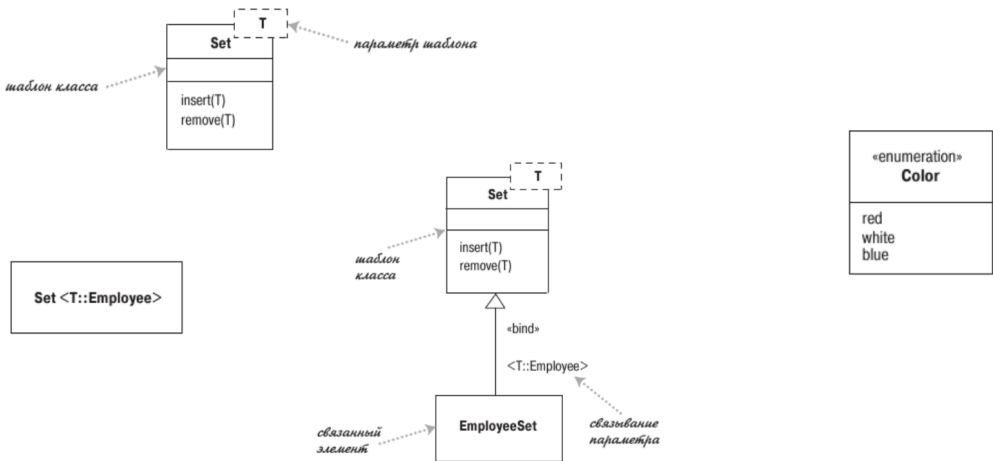 T
Set
параметр шаблона
шаблон класса
insert(T)
remove(T)
Set <T::Employee>
T
Set
шаблон
класса
insert(T)
remove(T)
«bind»
<T::Employee>
EmployeeSet
связанный
элемент
связывание
параметра
«enumeration»
Color
red
white
blue